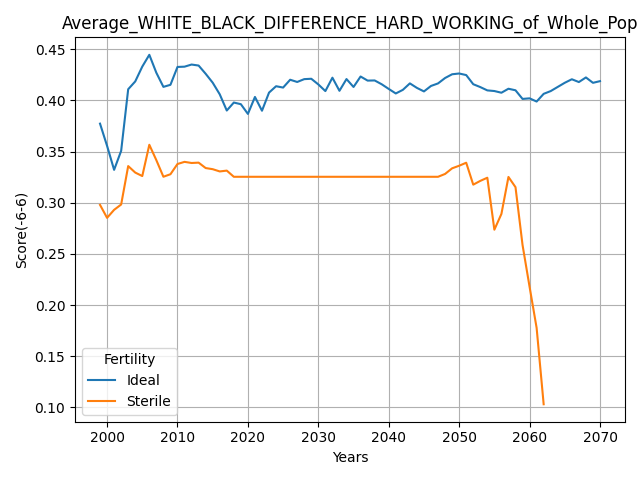 Average_WHITE_BLACK_DIFFERENCE_HARD_WORKING_of_Whole_Pop
Score(-6-6)
0.45
0.40
0.35
0.30
0.25
0.20
0.15
0.10
Fertility
Ideal
Sterile
2000 2010 2020 2030 2040 2050 2060 2070
Years